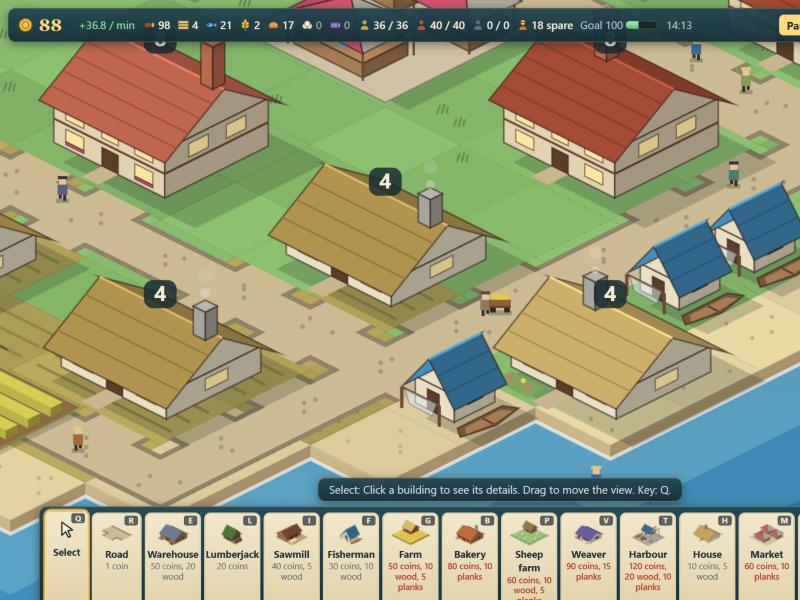 88 +36.8 / min 98 4 21 2 17 0 0 36 / 36 40 / 40 0 / 0 18 spare Goal 100 14:13
8
8
4
4
4
Select: Click a building to see its details. Drag to move the view. Key: Q.
Q R E L I F G B P V T H M
Select
Road
1 coin
Warehouse
50 coins, 20
wood
Lumberjack
20 coins
Sawmill
40 coins, 5
wood
Fisherman
30 coins, 10
wood
Farm
50 coins, 10
wood, 5
planks
Bakery
80 coins, 10
planks
Sheep
farm
60 coins, 10
wood, 5
planks
Weaver
90 coins, 15
planks
Harbour
120 coins,
20 wood, 10
planks
House
10 coins, 5
wood
Market
60 coins, 10
planks